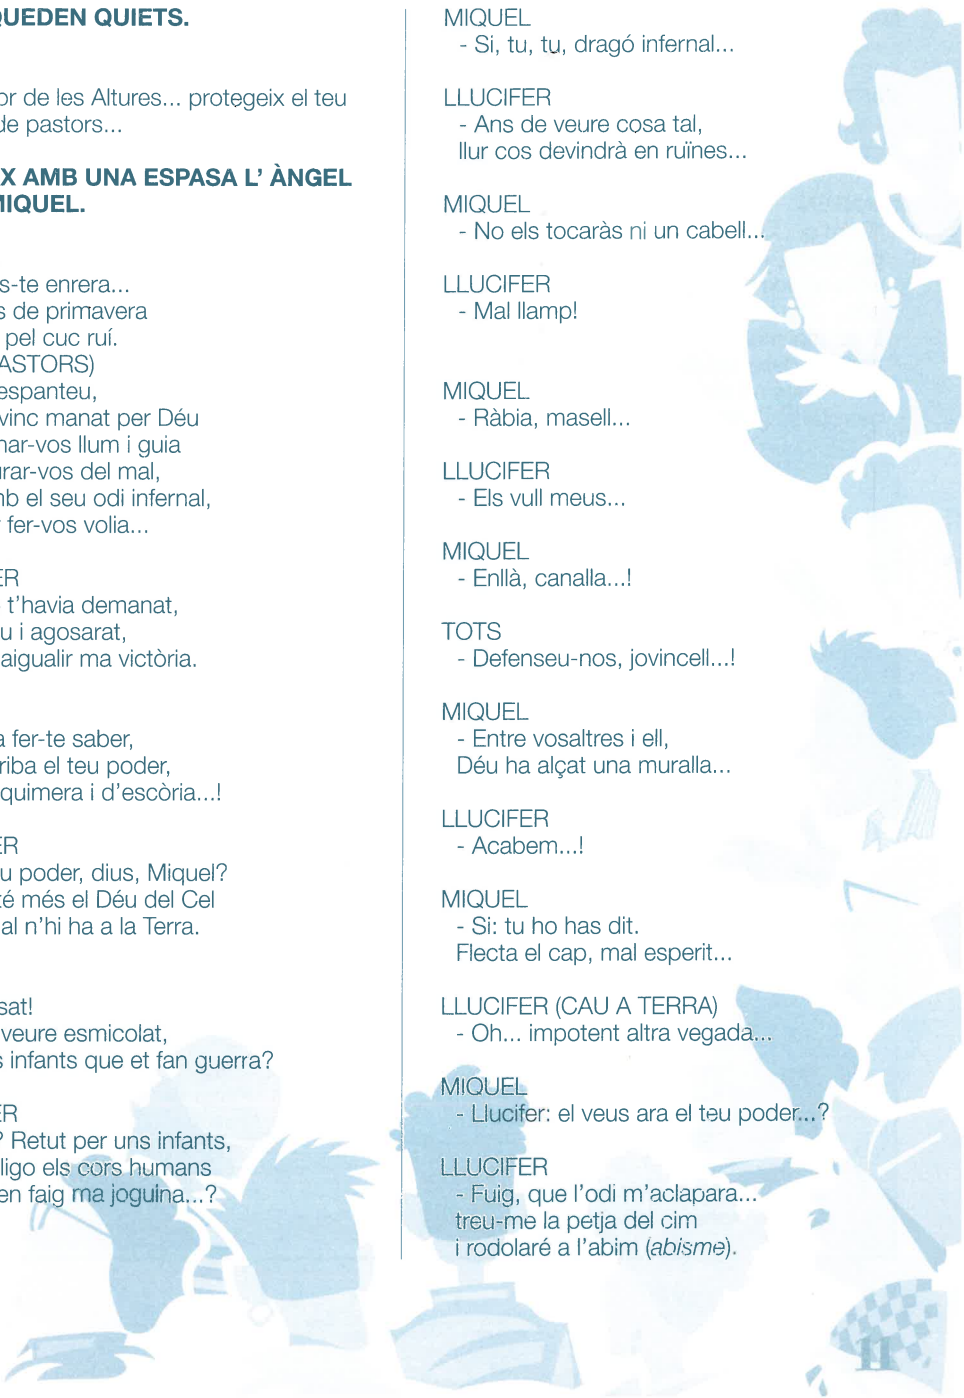 QUEDEN QUIETS.
or de les Altures... protegeix el teu
de pastors...
X AMB UNA ESPASA L' ÀNGEL
MIQUEL.
s-te enrera...
s de primavera
pel cuc ruí.
ASTORS)
espanteu,
vinc manat per Déu
nar-vos llum i guia
urar-vos del mal,
mb el seu odi infernal,
r fer-vos volia...
ER
t'havia demanat,
u i agosarat,
aigualir ma victòria.
a fer-te saber,
riba el teu poder,
quimera i d'escòria...!
ER
u poder, dius, Miquel?
té més el Déu del Cel
al n'hi ha a la Terra.
sat!
veure esmicolat,
s infants que et fan guerra?
ER
? Retut per uns infants,
ligo els cors humans
en faig ma joguina...?
MIQUEL
- Si, tu, tu, dragó infernal...
LLUCIFER
- Ans de veure cosa tal,
llur cos devindrà en ruïnes...
MIQUEL
- No els tocaràs ni un cabell...
LLUCIFER
- Mal llamp!
MIQUEL
- Ràbia, masell...
LLUCIFER
- Els vull meus...
MIQUEL
- Enllà, canalla...!
TOTS
- Defenseu-nos, jovincell...!
MIQUEL
- Entre vosaltres i ell,
Déu ha alçat una muralla...
LLUCIFER
- Acabem...!
MIQUEL
- Si: tu ho has dit.
Flecta el cap, mal esperit...
LLUCIFER (CAU A TERRA)
- Oh... impotent altra vegada...
MIQUEL
- Llucifer: el veus ara el teu poder...?
LLUCIFER
- Fuig, que l'odi m'aclapara...
treu-me la petja del cim
i rodolaré a l'abim (abisme).
11